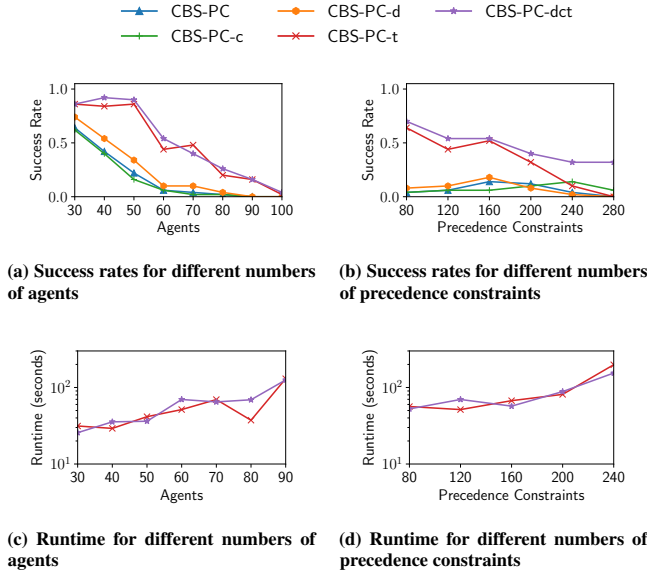 CBS-PC CBS-PC-d CBS-PC-dct
CBS-PC-c CBS-PC-t
1.0
0.5
0.0
Success Rate
30 40 50 60 70 80 90 100
Agents
1.0
0.5
0.0
Success Rate
80 120 160 200 240 280
Precedence Constraints
(a) Success rates for different numbers
of agents
(b) Success rates for different numbers
of precedence constraints
10²
10¹
Runtime (seconds)
30 40 50 60 70 80 90
Agents
10²
10¹
Runtime (seconds)
80 120 160 200 240
Precedence Constraints
(c) Runtime for different numbers of
agents
(d) Runtime for different numbers of
precedence constraints